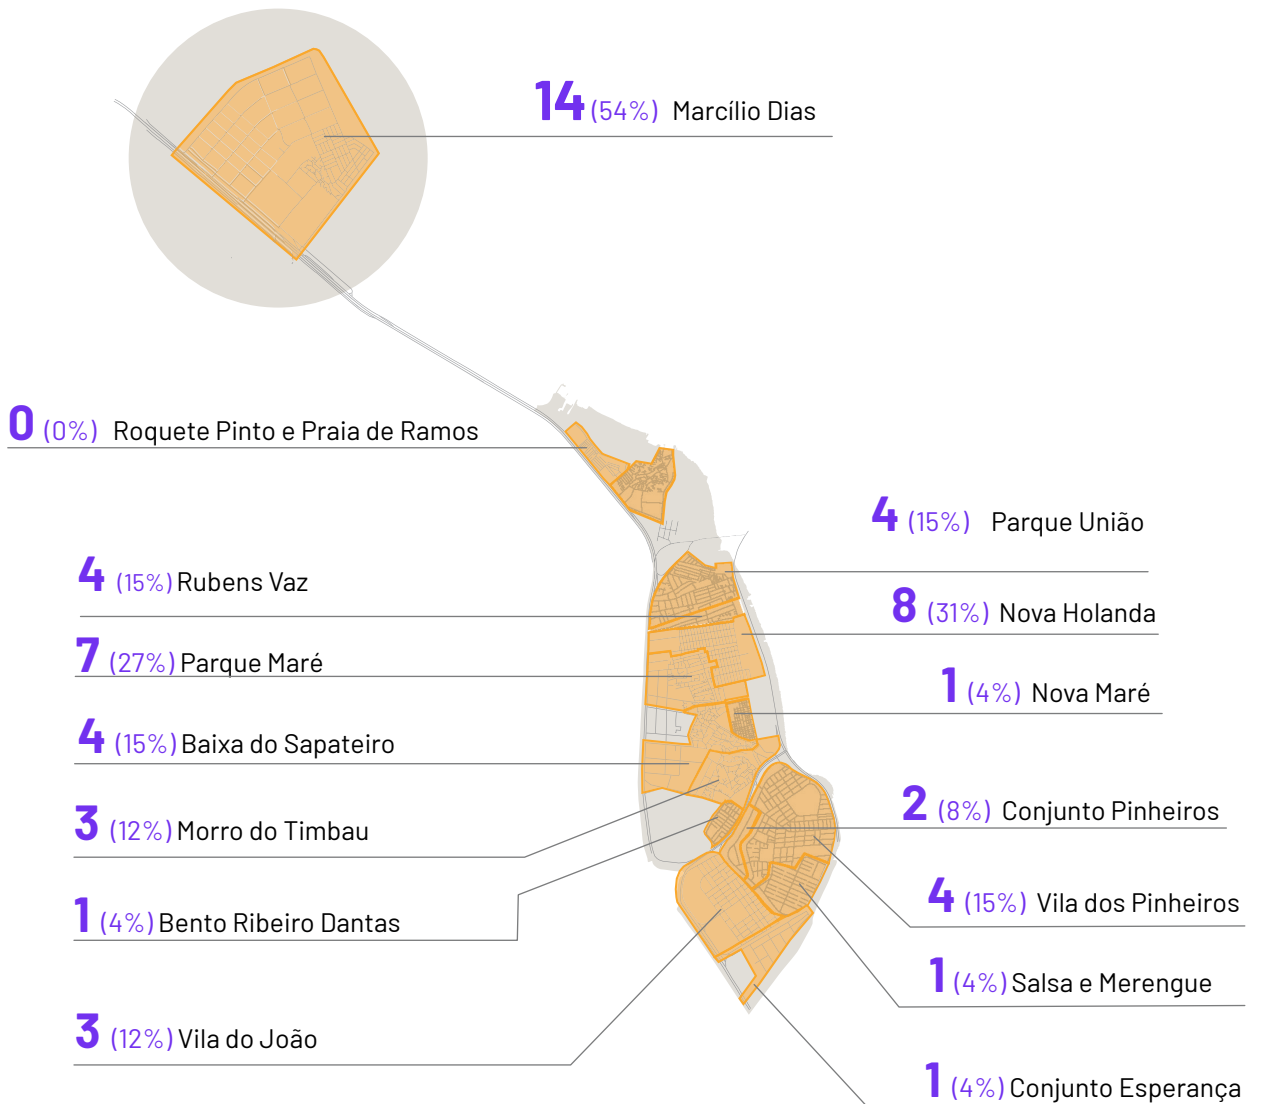 14 (54%) Marcílio Dias
0 (0%) Roquete Pinto e Praia de Ramos
4 (15%) Parque União
4 (15%) Rubens Vaz
8 (31%) Nova Holanda
7 (27%) Parque Maré
1 (4%) Nova Maré
4 (15%) Baixa do Sapateiro
2 (8%) Conjunto Pinheiros
3 (12%) Morro do Timbau
4 (15%) Vila dos Pinheiros
1 (4%) Bento Ribeiro Dantas
1 (4%) Salsa e Merengue
3 (12%) Vila do João
1 (4%) Conjunto Esperança